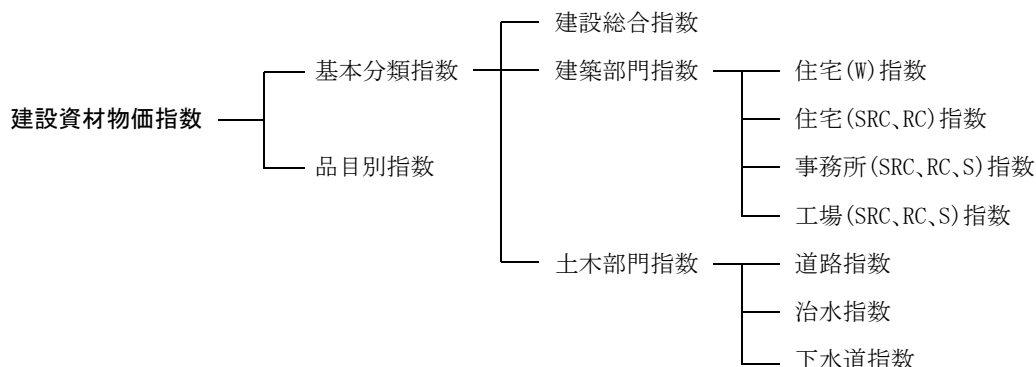 建設総合指数
基本分類指数
建築部門指数
住宅(W)指数
建設資材物価指数
住宅(SRC、RC)指数
品目別指数
事務所(SRC、RC、S)指数
工場(SRC、RC、S)指数
土木部門指数
道路指数
治水指数
下水道指数